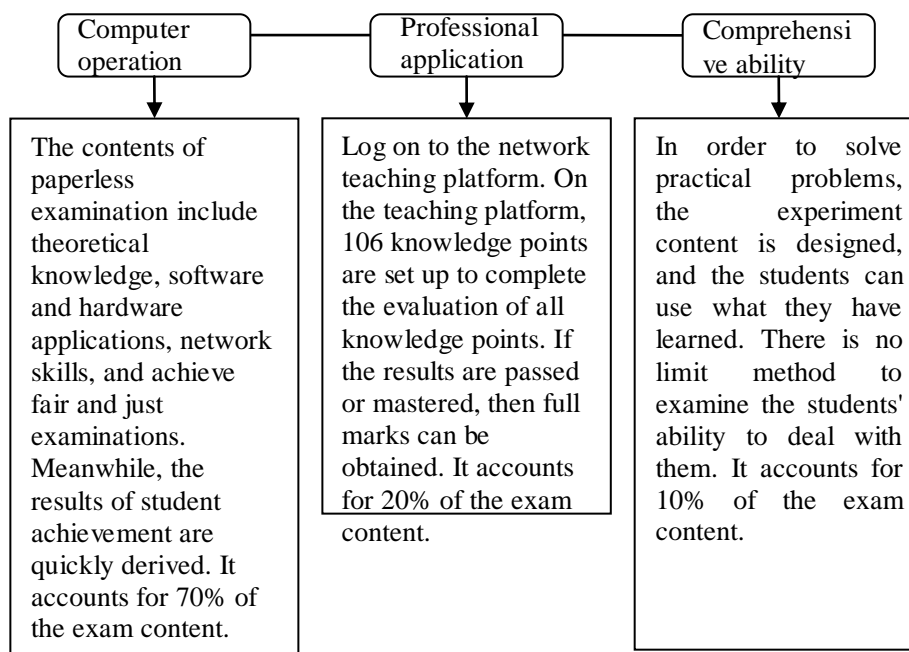 Computer
operation
Professional
application
Comprehensi
ve ability
The contents of
paperless
examination include
theoretical
knowledge, software
and hardware
applications, network
skills, and achieve
fair and just
examinations.
Meanwhile, the
results of student
achievement are
quickly derived. It
accounts for 70% of
the exam content.
Log on to the network
teaching platform. On
the teaching platform,
106 knowledge points
are set up to complete
the evaluation of all
knowledge points. If
the results are passed
or mastered, then full
marks can be
obtained. It accounts
for 20% of the exam
content.
In order to solve
practical problems,
the experiment
content is designed,
and the students can
use what they have
learned. There is no
limit method to
examine the students'
ability to deal with
them. It accounts for
10% of the exam
content.